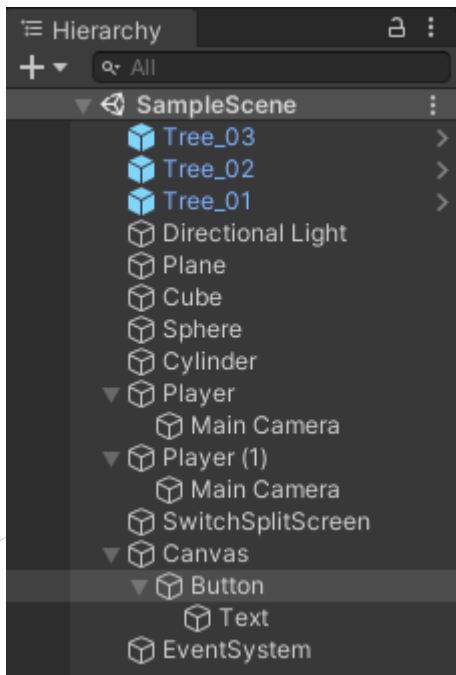 Hierarchy
All
SampleScene
Tree_03
Tree_02
Tree_01
Directional Light
Plane
Cube
Sphere
Cylinder
Player
Main Camera
Player (1)
Main Camera
SwitchSplitScreen
Canvas
Button
Text
EventSystem